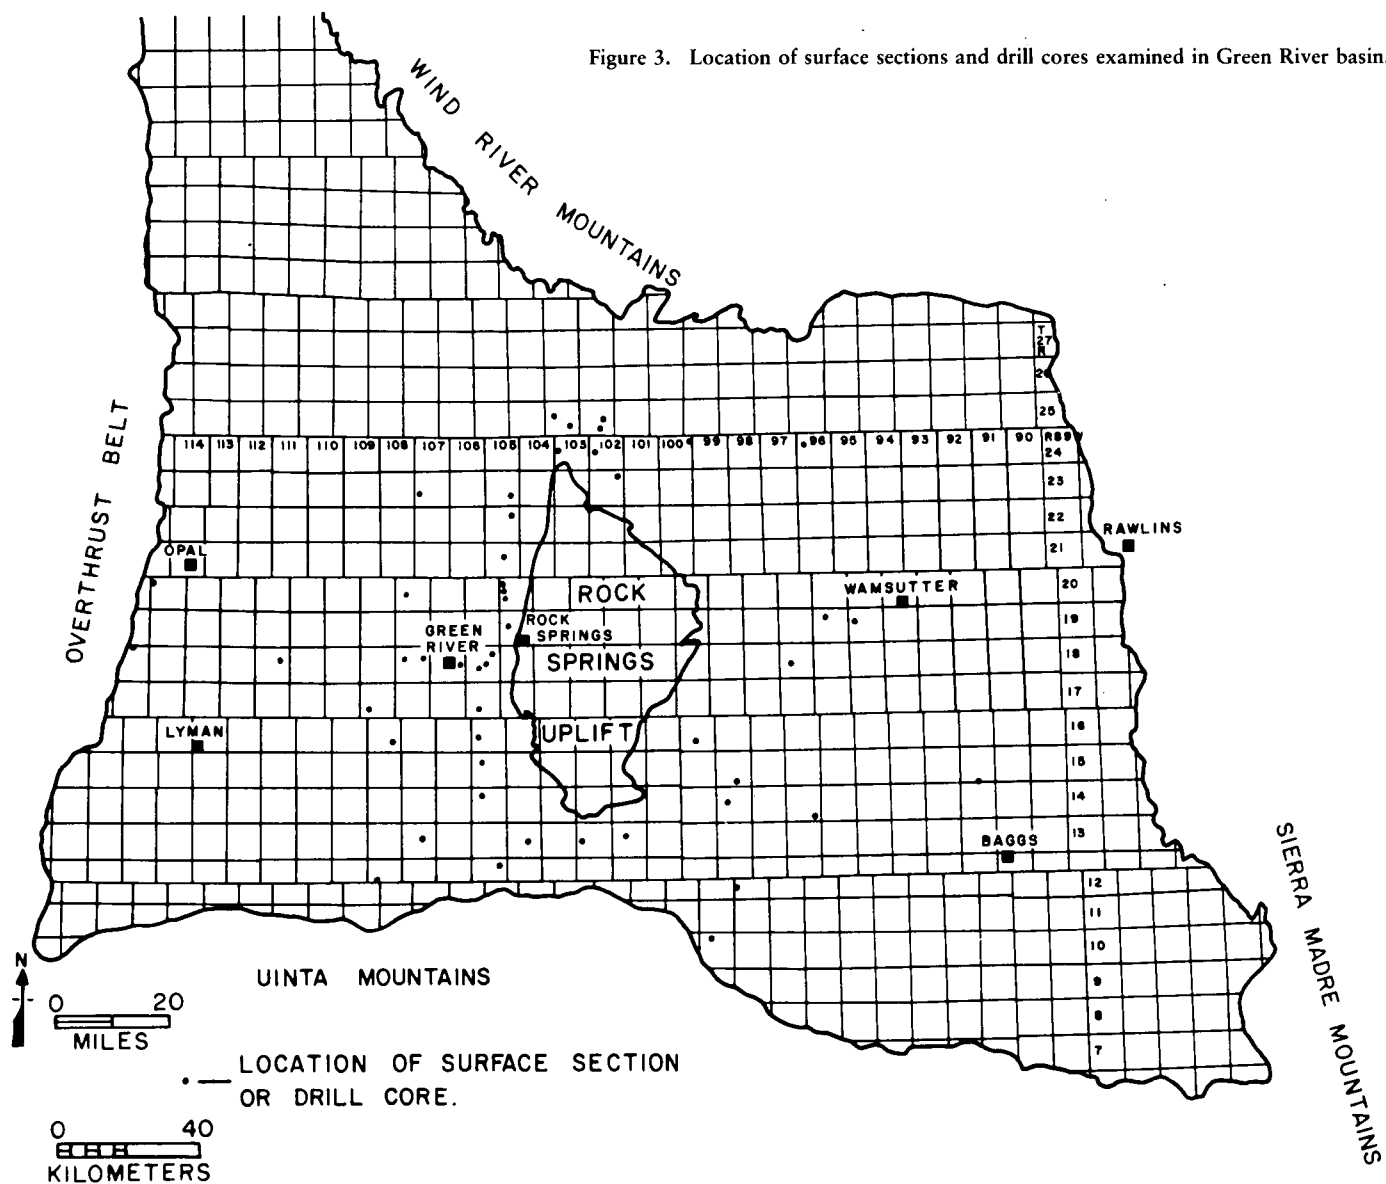 Figure 3. Location of surface sections and drill cores examined in Green River basin.
WIND RIVER MOUNTAINS
T
27
N
26
25
114 113 112 111 110 109 108 107 106 105 104 103 102 101 100 99 98 97 96 95 94 93 92 91 90 R89W
24
23
22
21
RAWLINS
OPAL
OVERTHRUST BELT
20
ROCK
WAMSUTTER
19
GREEN
RIVER
ROCK
SPRINGS
SPRINGS
18
17
16
LYMAN
UPLIFT
15
14
13
BAGGS
SIERRA MADRE MOUNTAINS
12
11
10
9
8
7
N
UINTA MOUNTAINS
0 20
MILES
LOCATION OF SURFACE SECTION
OR DRILL CORE.
0 40
KILOMETERS